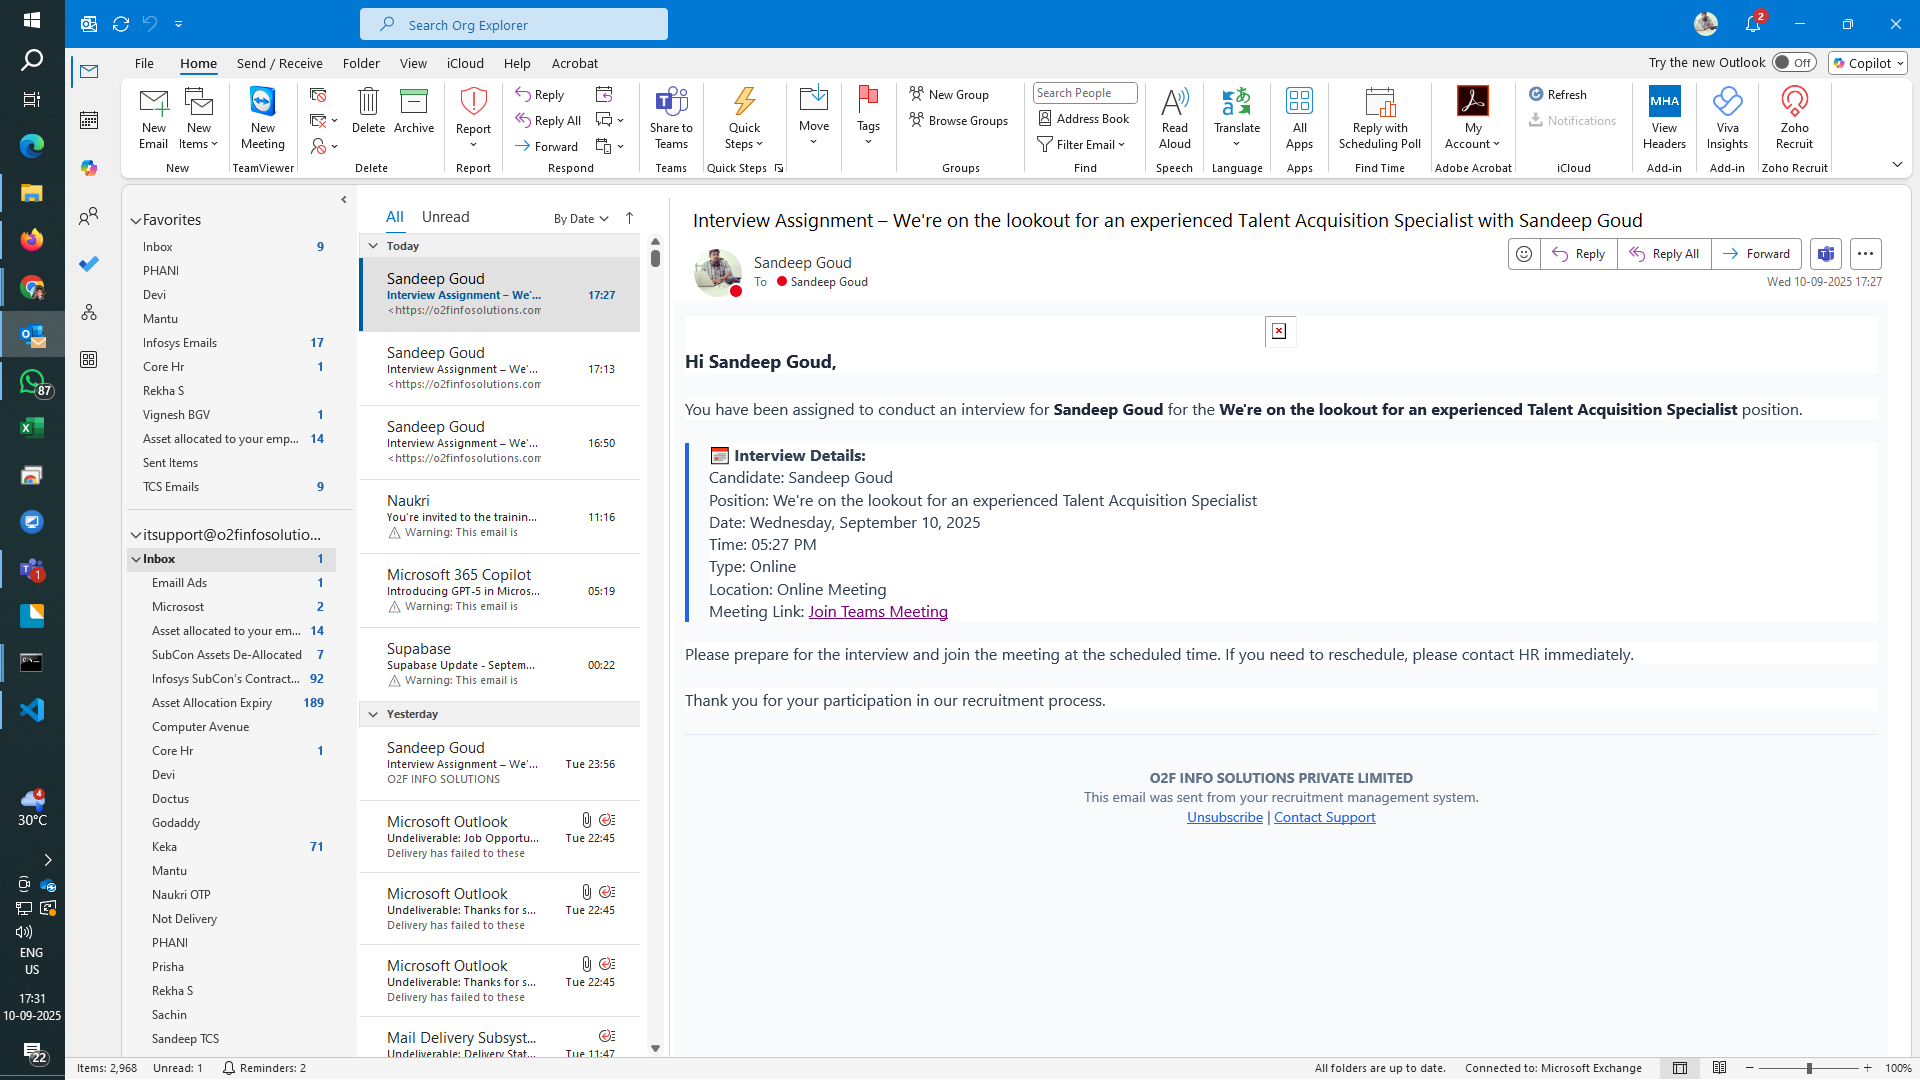 Search Org Explorer
2
File
Home
Send / Receive
Folder
View
iCloud
Help
Acrobat
Try the new Outlook
Off
Copilot
New Email
New Items
New
New Meeting
TeamViewer
Delete
Archive
Delete
Report
Report
Reply
Reply All
Forward
Respond
Share to Teams
Teams
Quick Steps
Quick Steps
Move
Tags
New Group
Browse Groups
Groups
Search People
Address Book
Filter Email
Find
Read Aloud
Speech
Translate
Language
All Apps
Apps
Reply with Scheduling Poll
Find Time
My Account
Adobe Acrobat
Refresh
Notifications
iCloud
MHA
View Headers
Add-in
Viva Insights
Add-in
Zoho Recruit
Zoho Recruit
Favorites
Inbox 9
PHANI
Devi
Mantu
Infosys Emails 17
Core Hr 1
Rekha S
Vignesh BGV 1
Asset allocated to your emp... 14
Sent Items
TCS Emails 9
itsupport@o2finfosolutio...
Inbox 1
Emaill Ads 1
Microsost 2
Asset allocated to your em... 14
SubCon Assets De-Allocated 7
Infosys SubCon's Contract... 92
Asset Allocation Expiry 189
Computer Avenue
Core Hr 1
Devi
Doctus
Godaddy
Keka 71
Mantu
Naukri OTP
Not Delivery
PHANI
Prisha
Rekha S
Sachin
Sandeep TCS
All
Unread
By Date
Today
Sandeep Goud
Interview Assignment – We'... 17:27
<https://o2finfosolutions.com
Sandeep Goud
Interview Assignment – We'... 17:13
<https://o2finfosolutions.com
Sandeep Goud
Interview Assignment – We'... 16:50
<https://o2finfosolutions.com
Naukri
You're invited to the trainin... 11:16
Warning: This email is
Microsoft 365 Copilot
Introducing GPT-5 in Micros... 05:19
Warning: This email is
Supabase
Supabase Update - Septem... 00:22
Warning: This email is
Yesterday
Sandeep Goud
Interview Assignment – We'... Tue 23:56
O2F INFO SOLUTIONS
Microsoft Outlook
Undeliverable: Job Opportu... Tue 22:45
Delivery has failed to these
Microsoft Outlook
Undeliverable: Thanks for s... Tue 22:45
Delivery has failed to these
Microsoft Outlook
Undeliverable: Thanks for s... Tue 22:45
Delivery has failed to these
Mail Delivery Subsyst...
Undeliverable: Delivery Stat... Tue 11:47
Interview Assignment – We're on the lookout for an experienced Talent Acquisition Specialist with Sandeep Goud
Sandeep Goud
To Sandeep Goud
Reply
Reply All
Forward
Wed 10-09-2025 17:27
Hi Sandeep Goud,
You have been assigned to conduct an interview for Sandeep Goud for the We're on the lookout for an experienced Talent Acquisition Specialist position.
Interview Details:
Candidate: Sandeep Goud
Position: We're on the lookout for an experienced Talent Acquisition Specialist
Date: Wednesday, September 10, 2025
Time: 05:27 PM
Type: Online
Location: Online Meeting
Meeting Link: Join Teams Meeting
Please prepare for the interview and join the meeting at the scheduled time. If you need to reschedule, please contact HR immediately.
Thank you for your participation in our recruitment process.
O2F INFO SOLUTIONS PRIVATE LIMITED
This email was sent from your recruitment management system.
Unsubscribe | Contact Support
87
1
4
30°C
ENG
US
17:31
10-09-2025
22
Items: 2,968
Unread: 1
Reminders: 2
All folders are up to date.
Connected to: Microsoft Exchange
100%